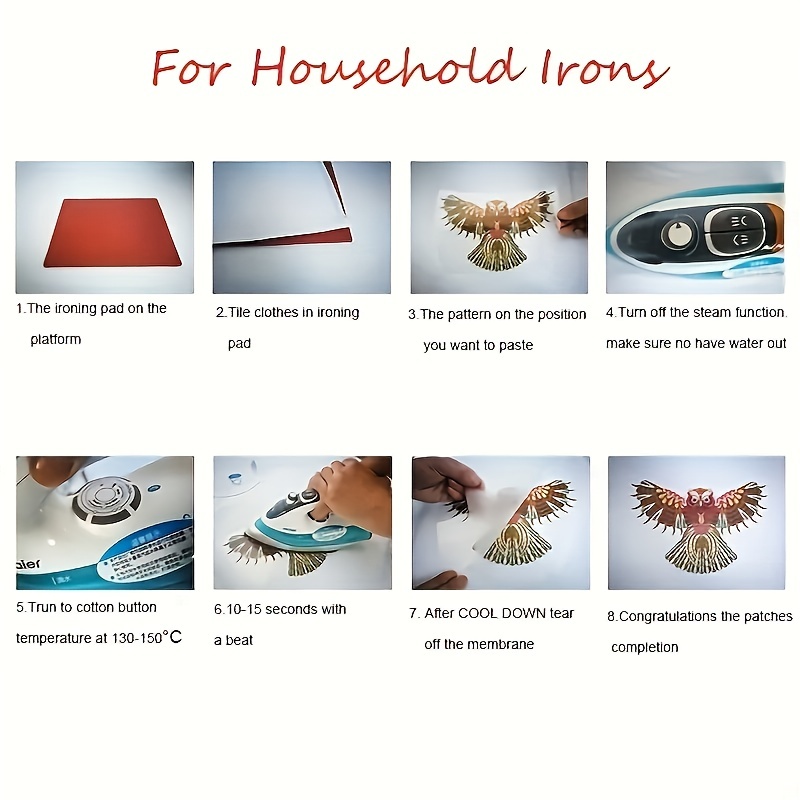 For Household Irons
1.The ironing pad on the
platform
2.Tile clothes in ironing
pad
3.The pattern on the position
you want to paste
4.Turn off the steam function.
make sure no have water out
aier
5.Trun to cotton button
temperature at 130-150°C
6.10-15 seconds with
a beat
7. After COOL DOWN tear
off the membrane
8.Congratulations the patches
completion